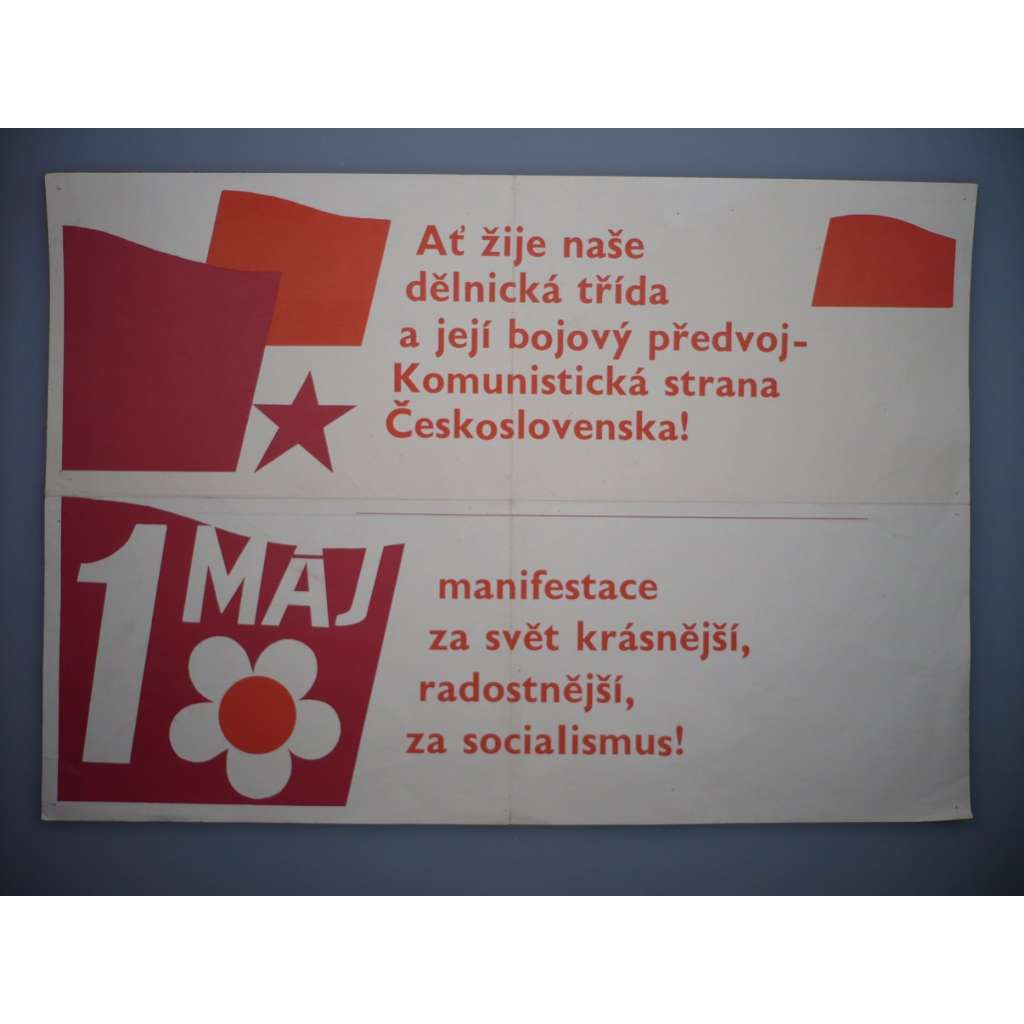 Ať žije naše
dělnická třída
a její bojový předvoj-
Komunistická strana
Československa!
1 MÁJ
manifestace
za svět krásnější,
radostnější,
za socialismus!